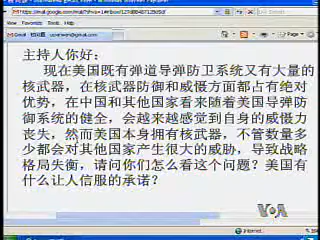 主持人你好：
现在美国既有弹道导弹防卫系统又有大量的
核武器，在核武器防御和威慑方面都占有绝对
优势，在中国和其他国家看来随着美国导弹防
御系统的健全，会越来越感觉到自身的威慑力
丧失，然而美国本身拥有核武器，不管数量多
少都会对其他国家产生很大的威胁，导致战略
格局失衡，请问你们怎么看这个问题？美国有
什么让人信服的承诺？
VOA
Internet